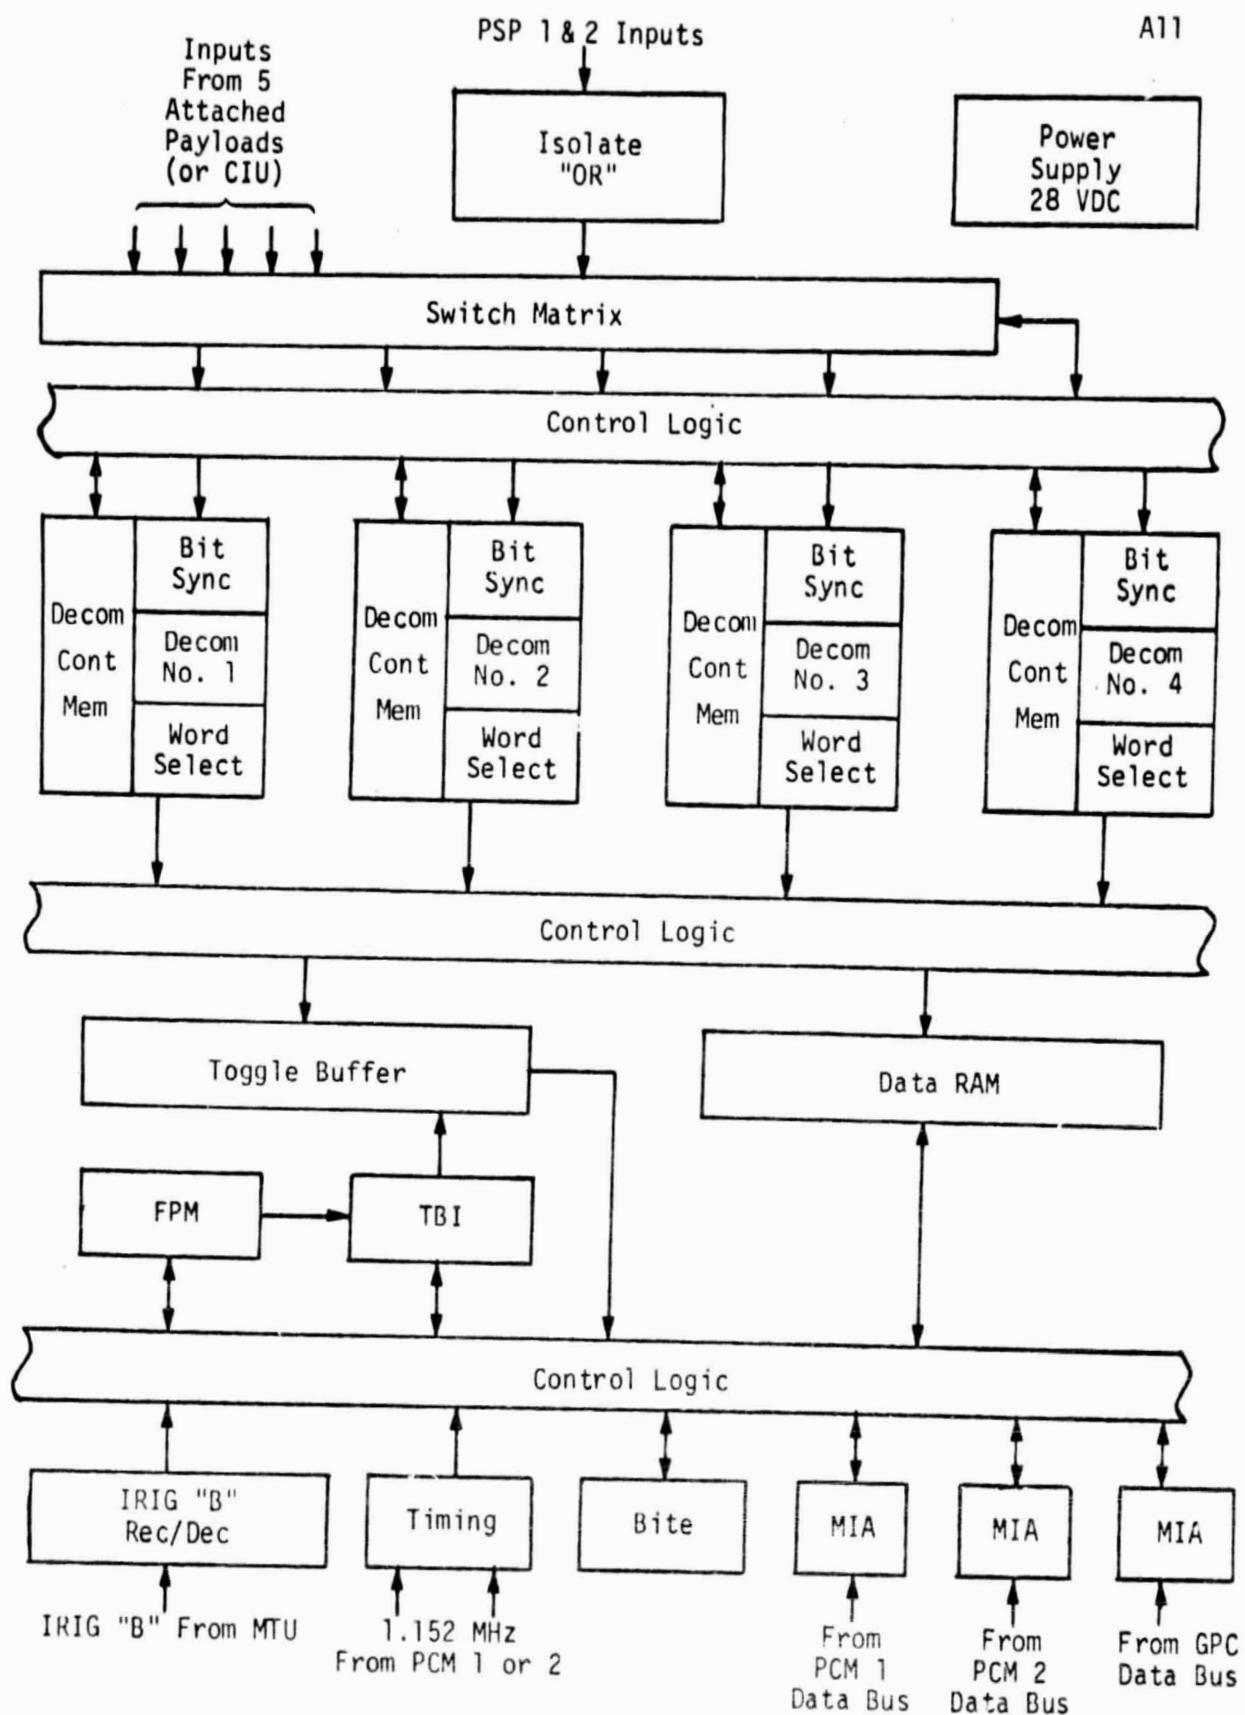 A11
PSP 1 & 2 Inputs
Inputs
From 5
Attached
Payloads
(or CIU)
Isolate
"OR"
Power
Supply
28 VDC
Switch Matrix
Control Logic
Decom
Cont
Mem
Bit
Sync
Decom
No. 1
Word
Select
Decom
Cont
Mem
Bit
Sync
Decom
No. 2
Word
Select
Decom
Cont
Mem
Bit
Sync
Decom
No. 3
Word
Select
Decom
Cont
Mem
Bit
Sync
Decom
No. 4
Word
Select
Control Logic
Toggle Buffer
Data RAM
FPM
TBI
Control Logic
IRIG "B"
Rec/Dec
Timing
Bite
MIA
MIA
MIA
IRIG "B" From MTU
1.152 MHz
From PCM 1 or 2
From
PCM 1
Data Bus
From
PCM 2
Data Bus
From GPC
Data Bus